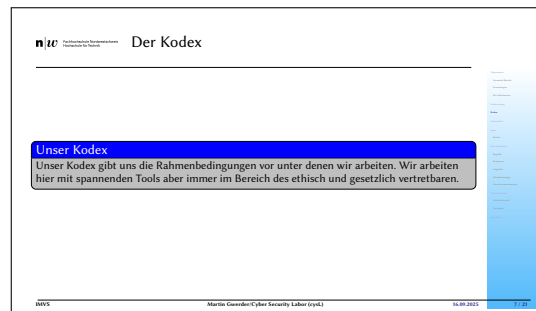 n|w Fachhochschule Nordwestschweiz
Hochschule für Technik
Der Kodex
Unser Kodex
Unser Kodex gibt uns die Rahmenbedingungen vor unter denen wir arbeiten. Wir arbeiten
hier mit spannenden Tools aber immer im Bereich des ethisch und gesetzlich vertretbaren.
IMVS
Martin Gwerder/Cyber Security Labor (cysL)
16.09.2025
7 / 21